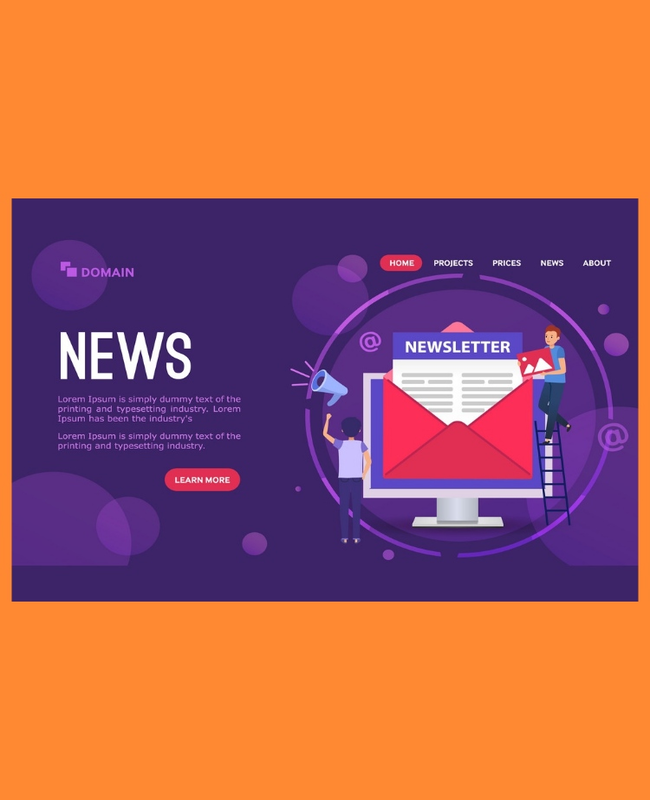 DOMAIN
HOME PROJECTS PRICES NEWS ABOUT
NEWS
Lorem Ipsum is simply dummy text of the
printing and typesetting industry. Lorem
Ipsum has been the industry's
Lorem Ipsum is simply dummy text of the
printing and typesetting industry.
LEARN MORE
@
NEWSLETTER
@